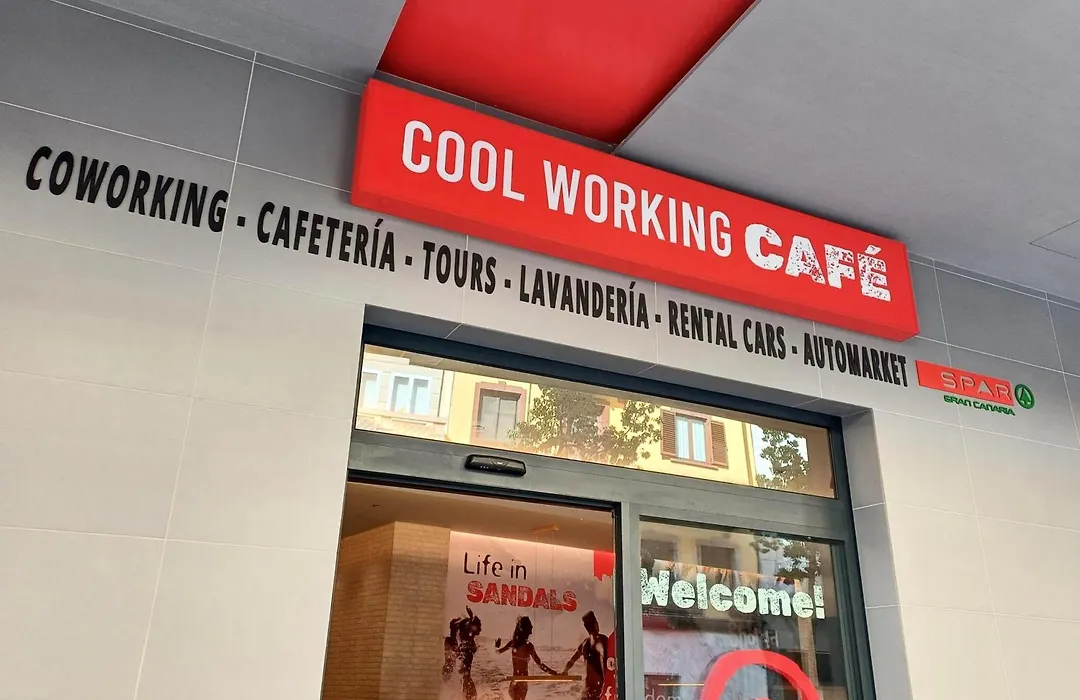 COOL WORKING CAFÉ
COWORKING - CAFETERÍA - TOURS - LAVANDERÍA - RENTAL CARS - AUTOMARKET
SPAR
GRAN CANARIA
Life in
SANDALS
Welcome!